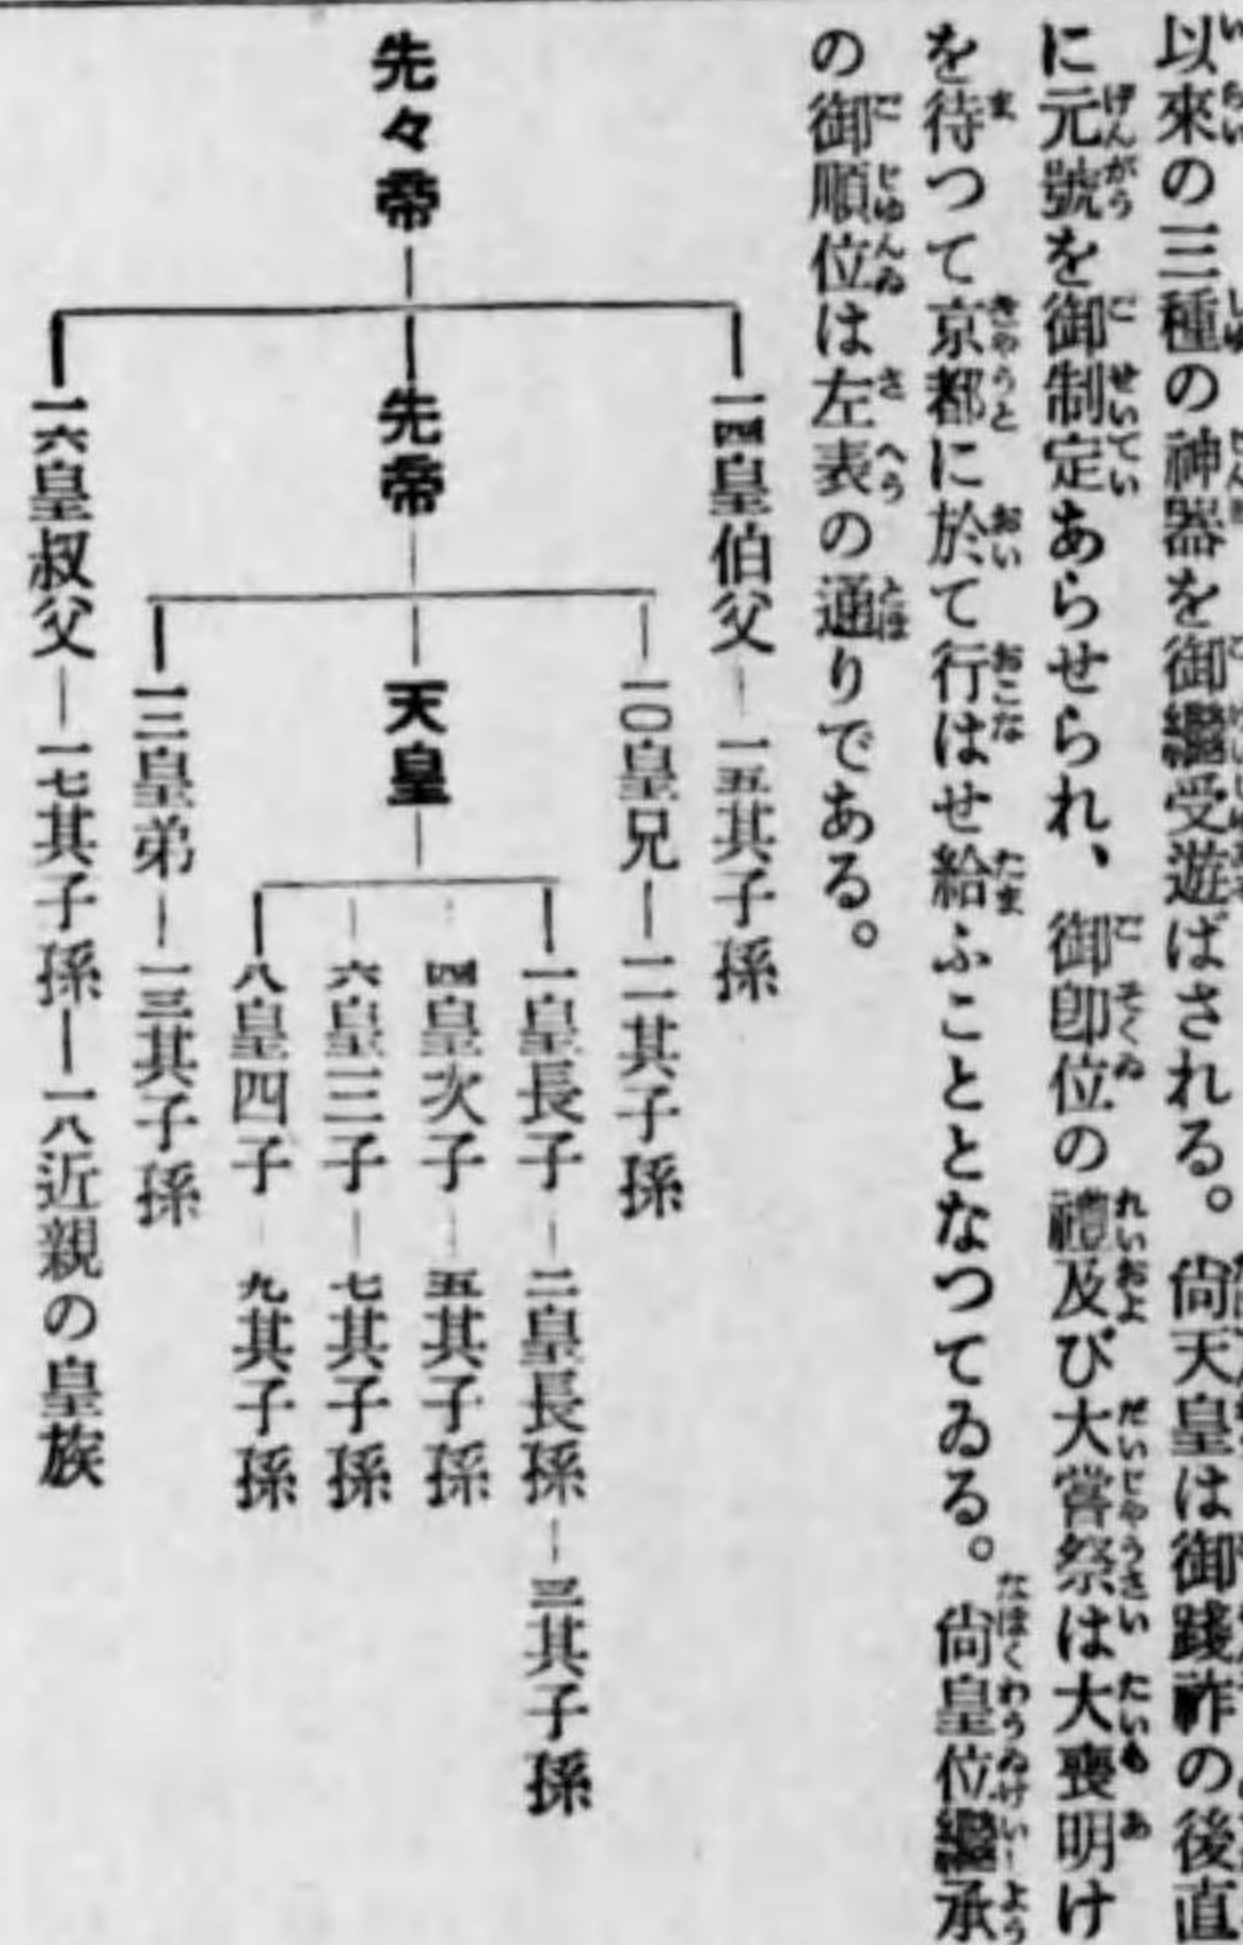 以來の三種の神器を御繼受遊ばされる。尙天皇は御踐祚の後直
に元號を御制定あらせられ、御卽位の禮及び大嘗祭は大喪明け
を待つて京都に於て行はせ給ふこととなつてゐる。尙皇位繼承
の御順位は左表の通りである。
先々帝
一四皇伯父―一五其子孫
先帝
一六皇叔父―一七其子孫―一八近親の皇族
一〇皇兄―一一其子孫
天皇
一二皇弟―一三其子孫
一皇長子―二皇長孫―三其子孫
四皇次子―五其子孫
六皇三子―七其子孫
八皇四子―九其子孫